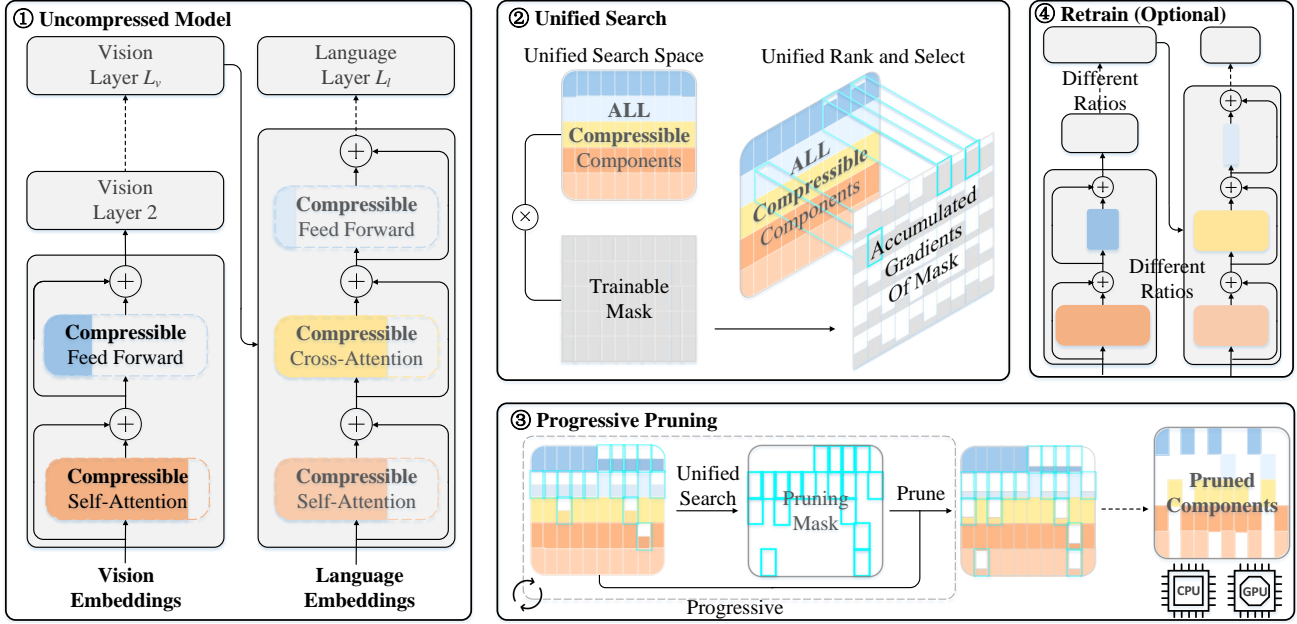 ① Uncompressed Model
Vision
Layer Lv
Language
Layer Ll
Vision
Layer 2
Compressible
Feed Forward
Compressible
Feed Forward
Compressible
Cross-Attention
Compressible
Self-Attention
Compressible
Self-Attention
Vision
Embeddings
Language
Embeddings
② Unified Search
Unified Search Space
Unified Rank and Select
ALL
Compressible
Components
ALL
Compressible
Components
Trainable
Mask
Accumulated
Gradients
Of Mask
④ Retrain (Optional)
Different
Ratios
Different
Ratios
③ Progressive Pruning
Unified
Search
Pruning
Mask
Prune
Progressive
Pruned
Components
CPU
GPU